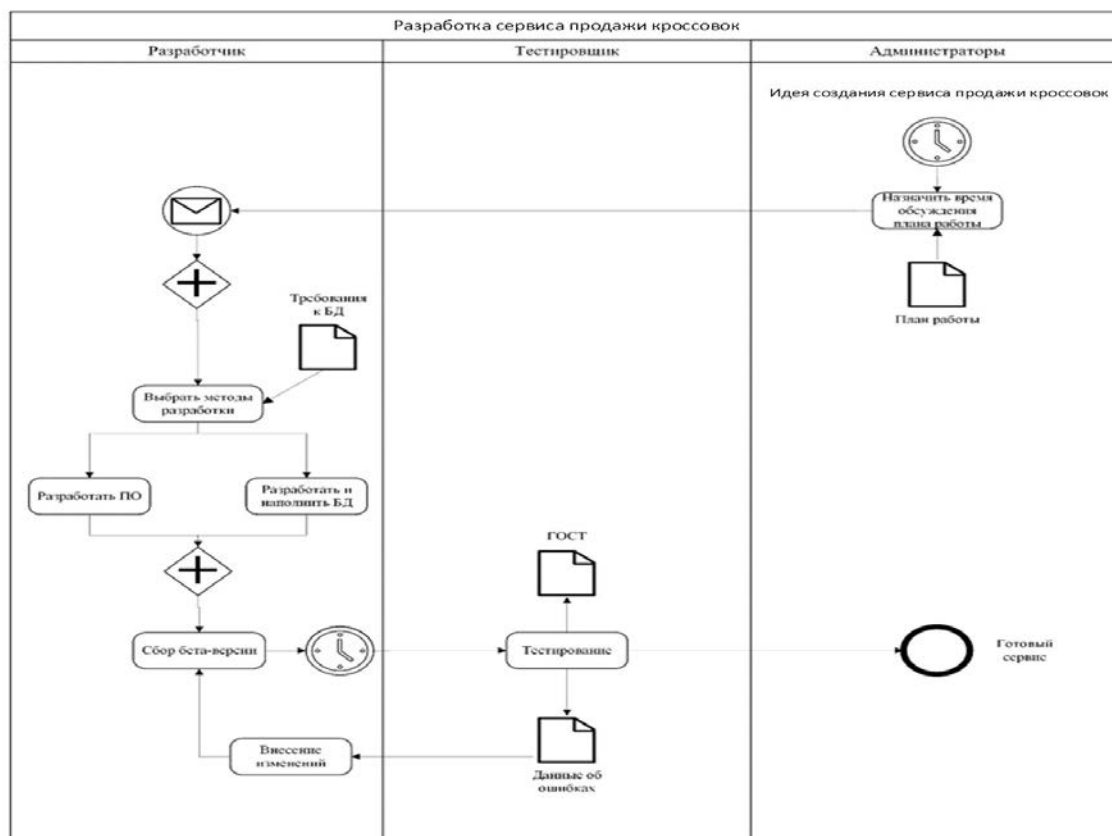 Разработка сервиса продажи кроссовок
Разработчик
Тестировщик
Администраторы
Идея создания сервиса продажи кроссовок
Назначить время
обсуждения
плана работы
План работы
Требования
к БД
Выбрать методы
разработки
Разработать ПО
Разработать и
наполнить БД
ГОСТ
Сбор бета-версии
Тестирование
Готовый
сервис
Внесение
изменений
Данные об
ошибках